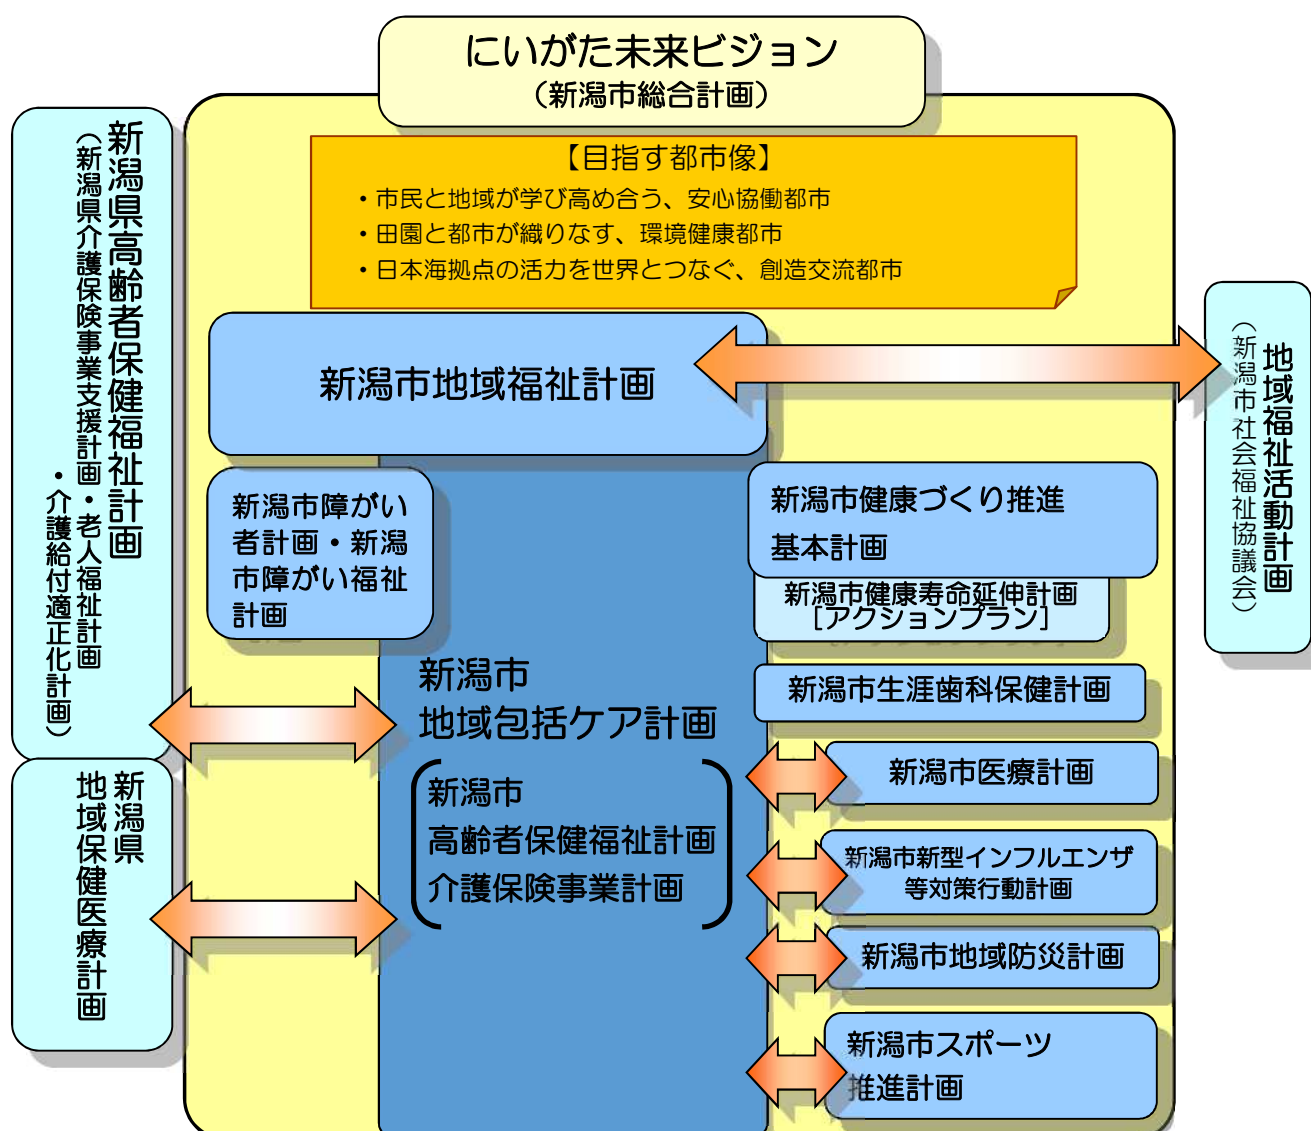 にいがた未来ビジョン
（新潟市総合計画）
【目指す都市像】
・市民と地域が学び高め合う、安心協働都市
・田園と都市が織りなす、環境健康都市
・日本海拠点の活力を世界とつなぐ、創造交流都市
新潟県高齢者保健福祉計画
（新潟県介護保険事業支援計画・老人福祉計画
・介護給付適正化計画）
新潟県
地域保健医療計画
新潟市地域福祉計画
新潟市障がい
者計画・新潟
市障がい福祉
計画
新潟市
地域包括ケア計画
新潟市
高齢者保健福祉計画
介護保険事業計画
新潟市健康づくり推進
基本計画
新潟市健康寿命延伸計画
［アクションプラン］
新潟市生涯歯科保健計画
新潟市医療計画
新潟市新型インフルエンザ
等対策行動計画
新潟市地域防災計画
新潟市スポーツ
推進計画
地域福祉活動計画
（新潟市社会福祉協議会）